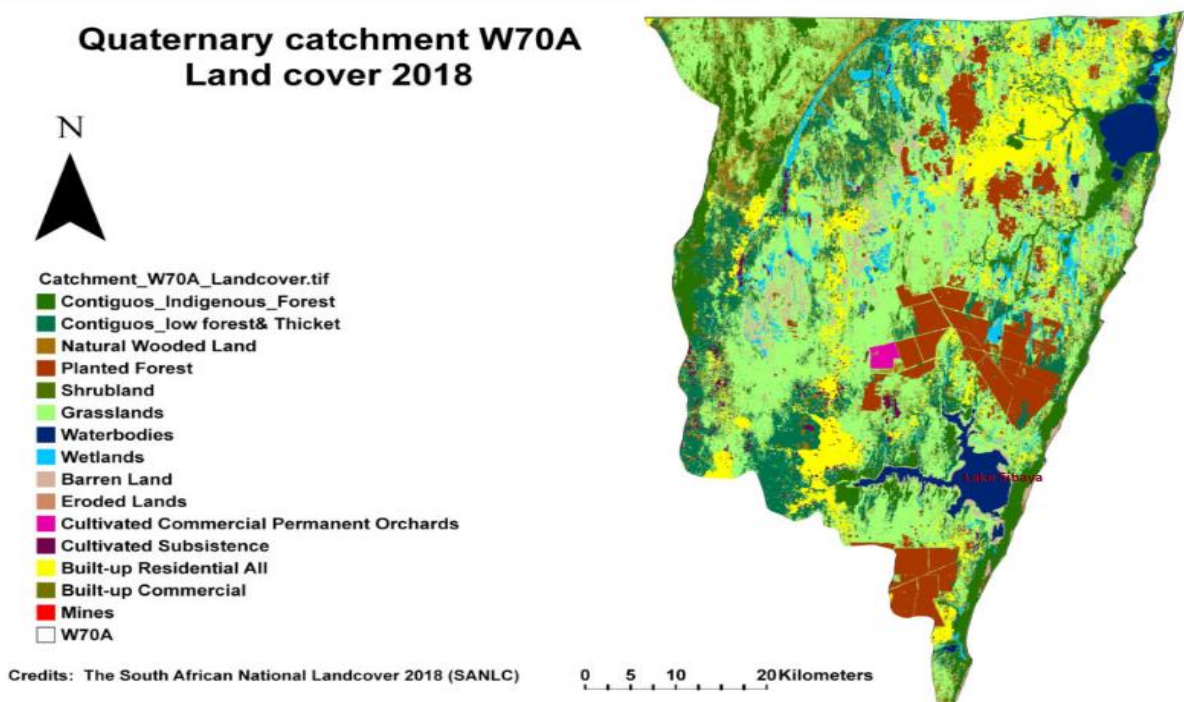 Quaternary catchment W70A
Land cover 2018
N
Catchment_W70A_Landcover.tif
Contiguos_Indigenous_Forest
Contiguos_low forest& Thicket
Natural Wooded Land
Planted Forest
Shrubland
Grasslands
Waterbodies
Wetlands
Barren Land
Eroded Lands
Cultivated Commercial Permanent Orchards
Cultivated Subsistence
Built-up Residential All
Built-up Commercial
Mines
W70A
Lake Sibaya
Credits: The South African National Landcover 2018 (SANLC)
0 5 10 20 Kilometers